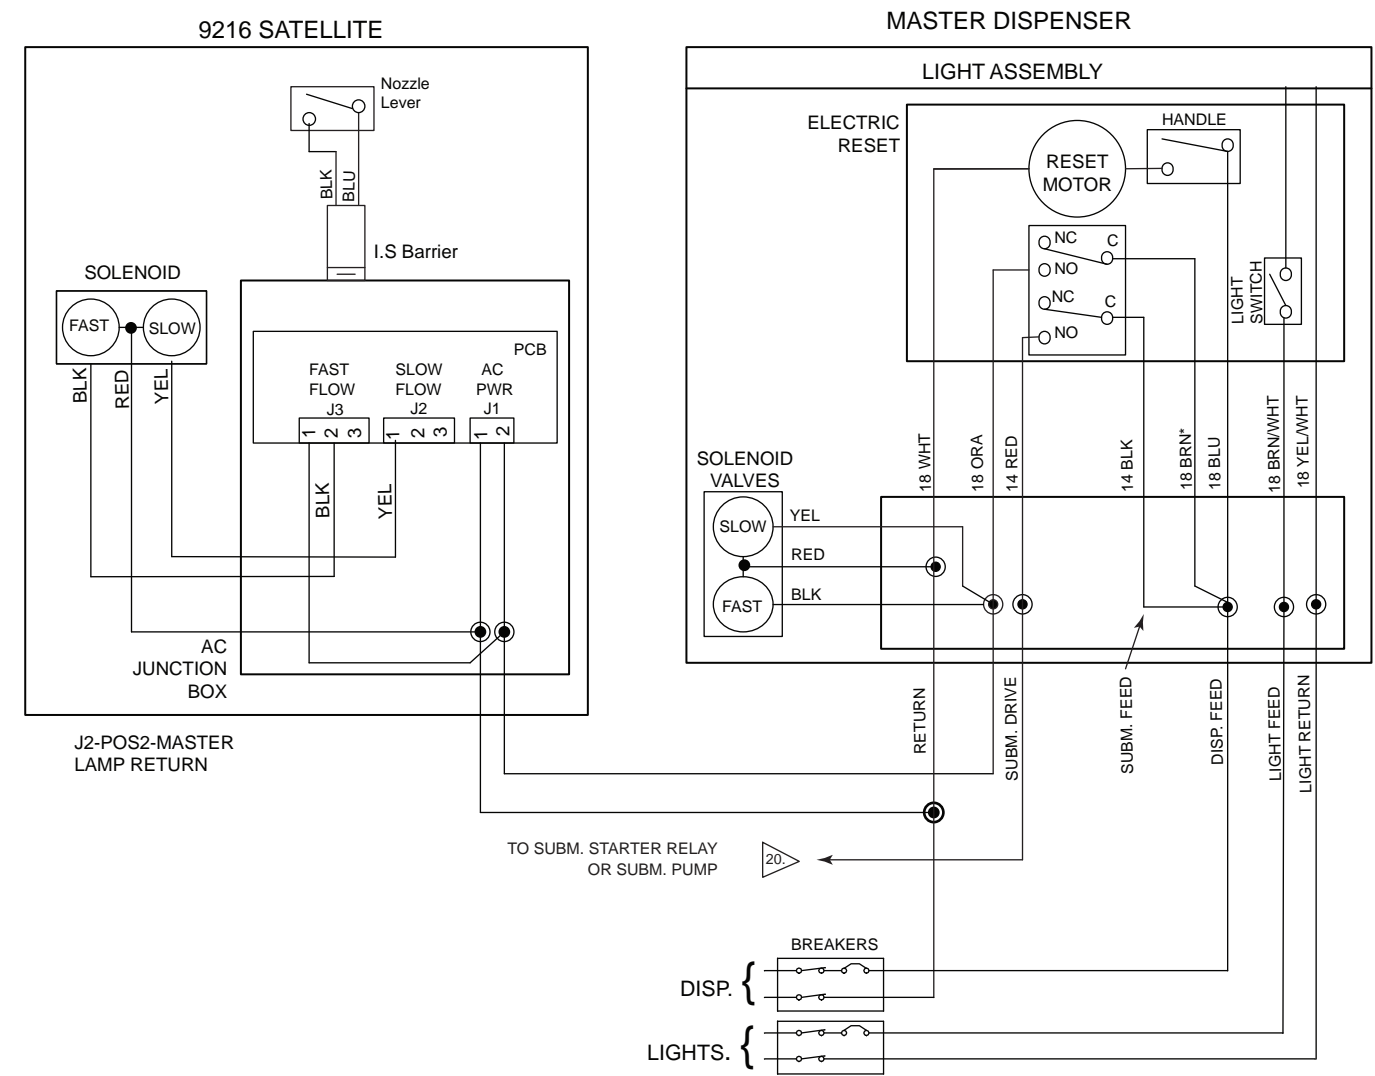 9216 SATELLITE
Nozzle
Lever
BLK
BLU
I.S Barrier
SOLENOID
FAST
SLOW
BLK
RED
YEL
PCB
FAST
FLOW
J3
SLOW
FLOW
J2
AC
PWR
J1
1 2 3
1 2 3
1 2
BLK
YEL
AC
JUNCTION
BOX
J2-POS2-MASTER
LAMP RETURN
MASTER DISPENSER
LIGHT ASSEMBLY
ELECTRIC
RESET
RESET
MOTOR
HANDLE
NC
C
NO
NC
C
NO
LIGHT
SWITCH
18 WHT
18 ORA
14 RED
14 BLK
18 BRN*
18 BLU
18 BRN/WHT
18 YEL/WHT
SOLENOID
VALVES
SLOW
FAST
YEL
RED
BLK
RETURN
SUBM. DRIVE
SUBM. FEED
DISP. FEED
LIGHT FEED
LIGHT RETURN
TO SUBM. STARTER RELAY
OR SUBM. PUMP
20.
BREAKERS
DISP.
LIGHTS.